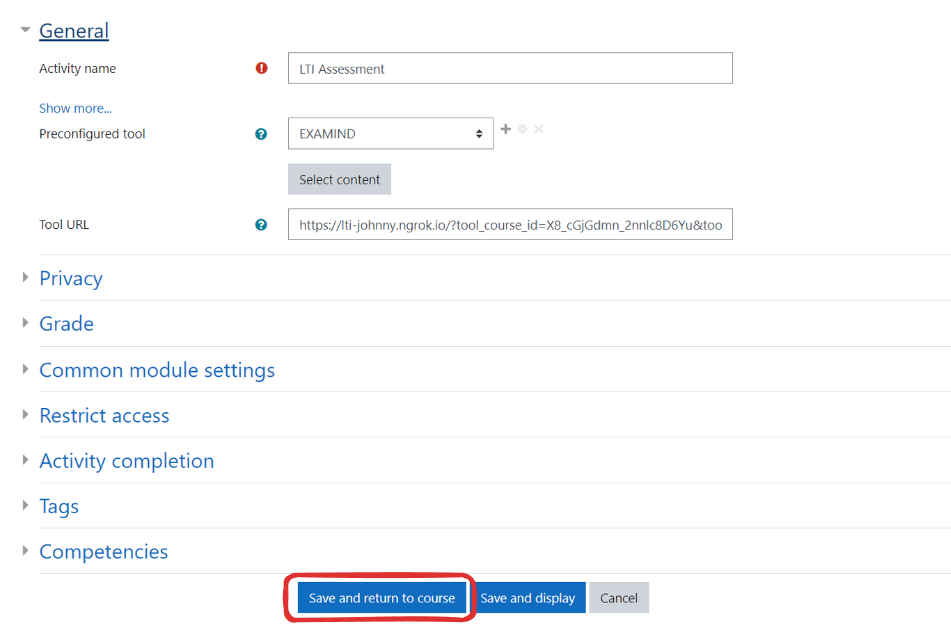 General
Activity name
LTI Assessment
Show more...
Preconfigured tool
EXAMIND
Select content
Tool URL
https://lti-johnny.ngrok.io/?tool_course_id=X8_cGjGdmn_2nnlc8D6Yu&too
Privacy
Grade
Common module settings
Restrict access
Activity completion
Tags
Competencies
Save and return to course Save and display Cancel